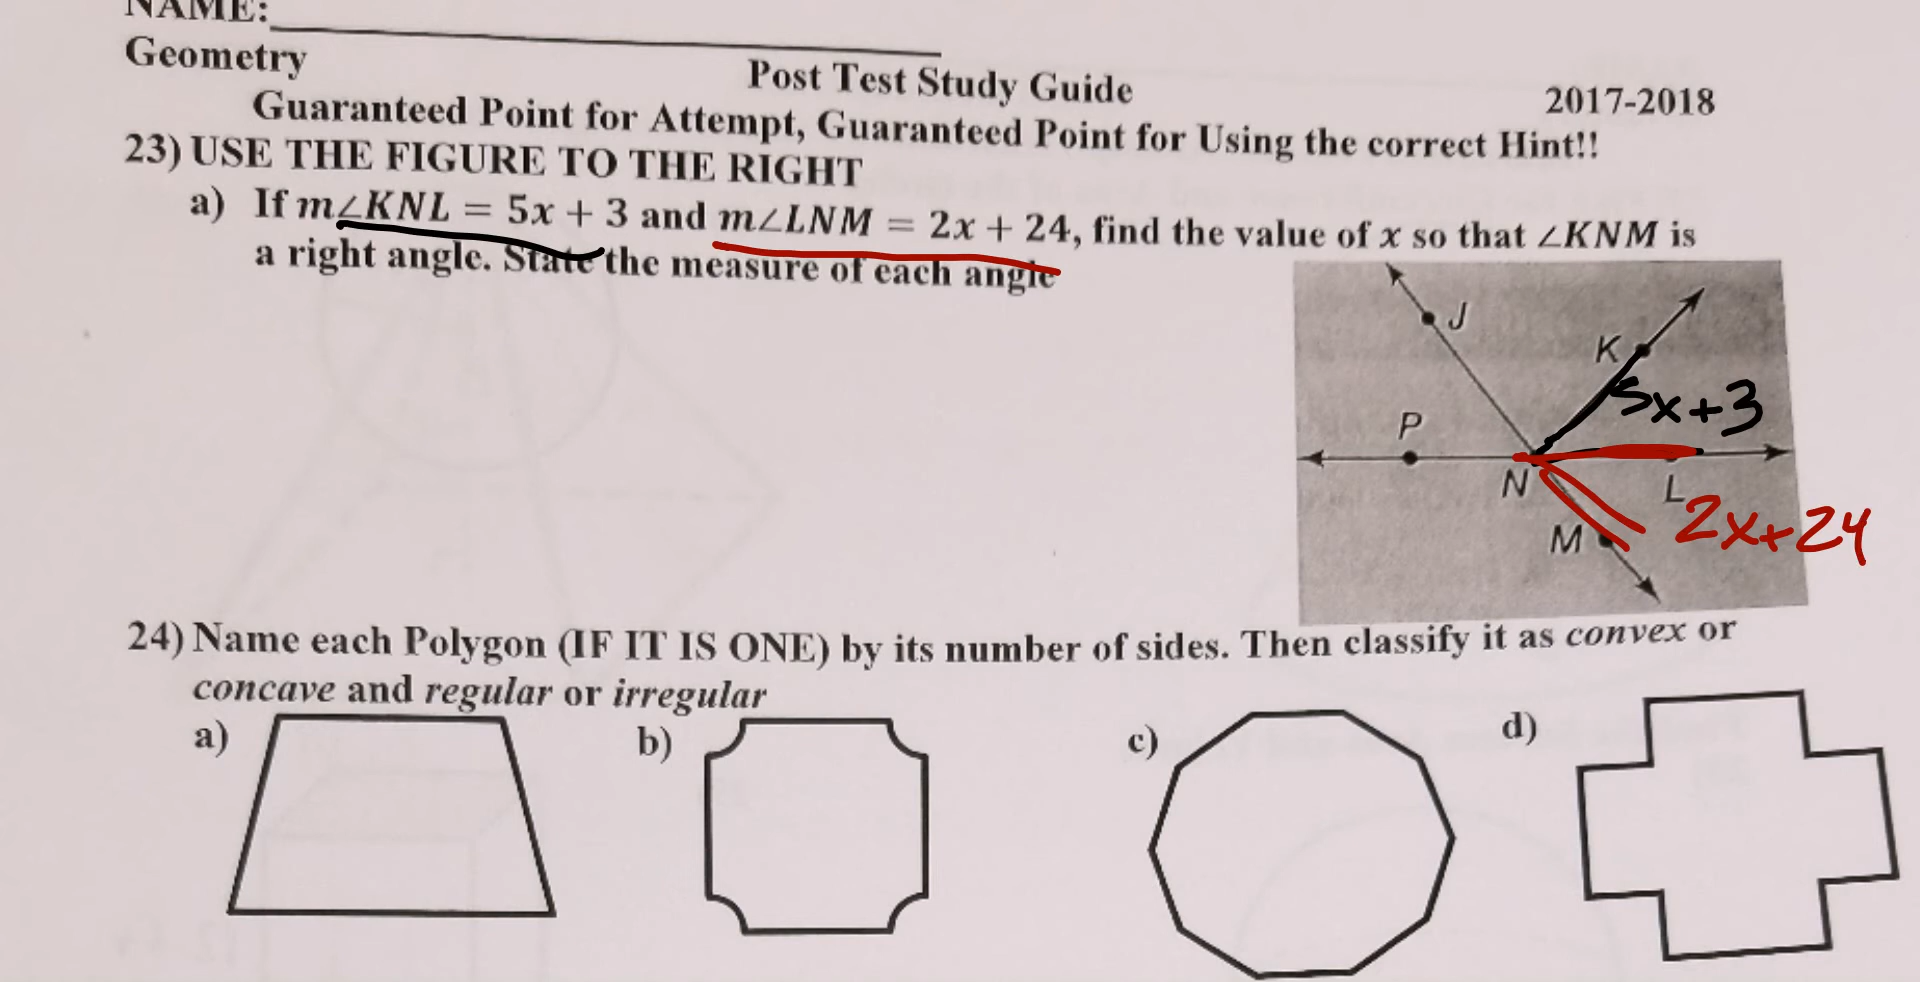 NAME:
Geometry
Post Test Study Guide
2017-2018
Guaranteed Point for Attempt, Guaranteed Point for Using the correct Hint!!
23) USE THE FIGURE TO THE RIGHT
a) If m∠KNL = 5x + 3 and m∠LNM = 2x + 24, find the value of x so that ∠KNM is
a right angle. State the measure of each angle
J
K
5x+3
P
N
L
2x+24
M
24) Name each Polygon (IF IT IS ONE) by its number of sides. Then classify it as convex or
concave and regular or irregular
a)
b)
c)
d)